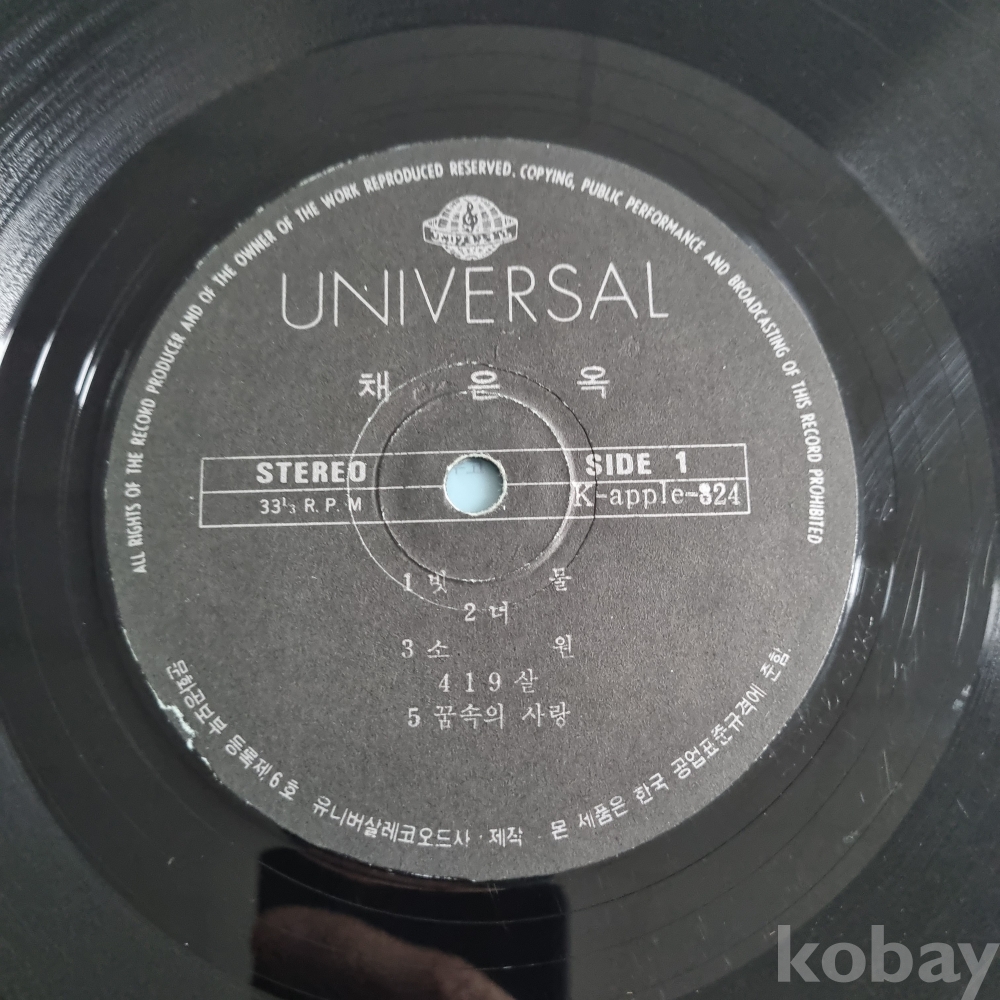 ALL RIGHTS OF THE RECORD PRODUCER AND OF THE OWNER OF THE WORK REPRODUCED RESERVED. COPYING, PUBLIC PERFORMANCE AND BROADCASTING OF THIS RECORD PROHIBITED
UNIVERSAL
UNIVERSAL
채 은 옥
STEREO
SIDE 1
33⅓ R.P.M
K-apple-824
1 빗 물
2 너
3 소 원
4 19살
5 꿈속의 사랑
문화공보부 등록제6호 유니버살레코오드사·제작·본 세품은 한국 공업표준규격에 준함
kobay